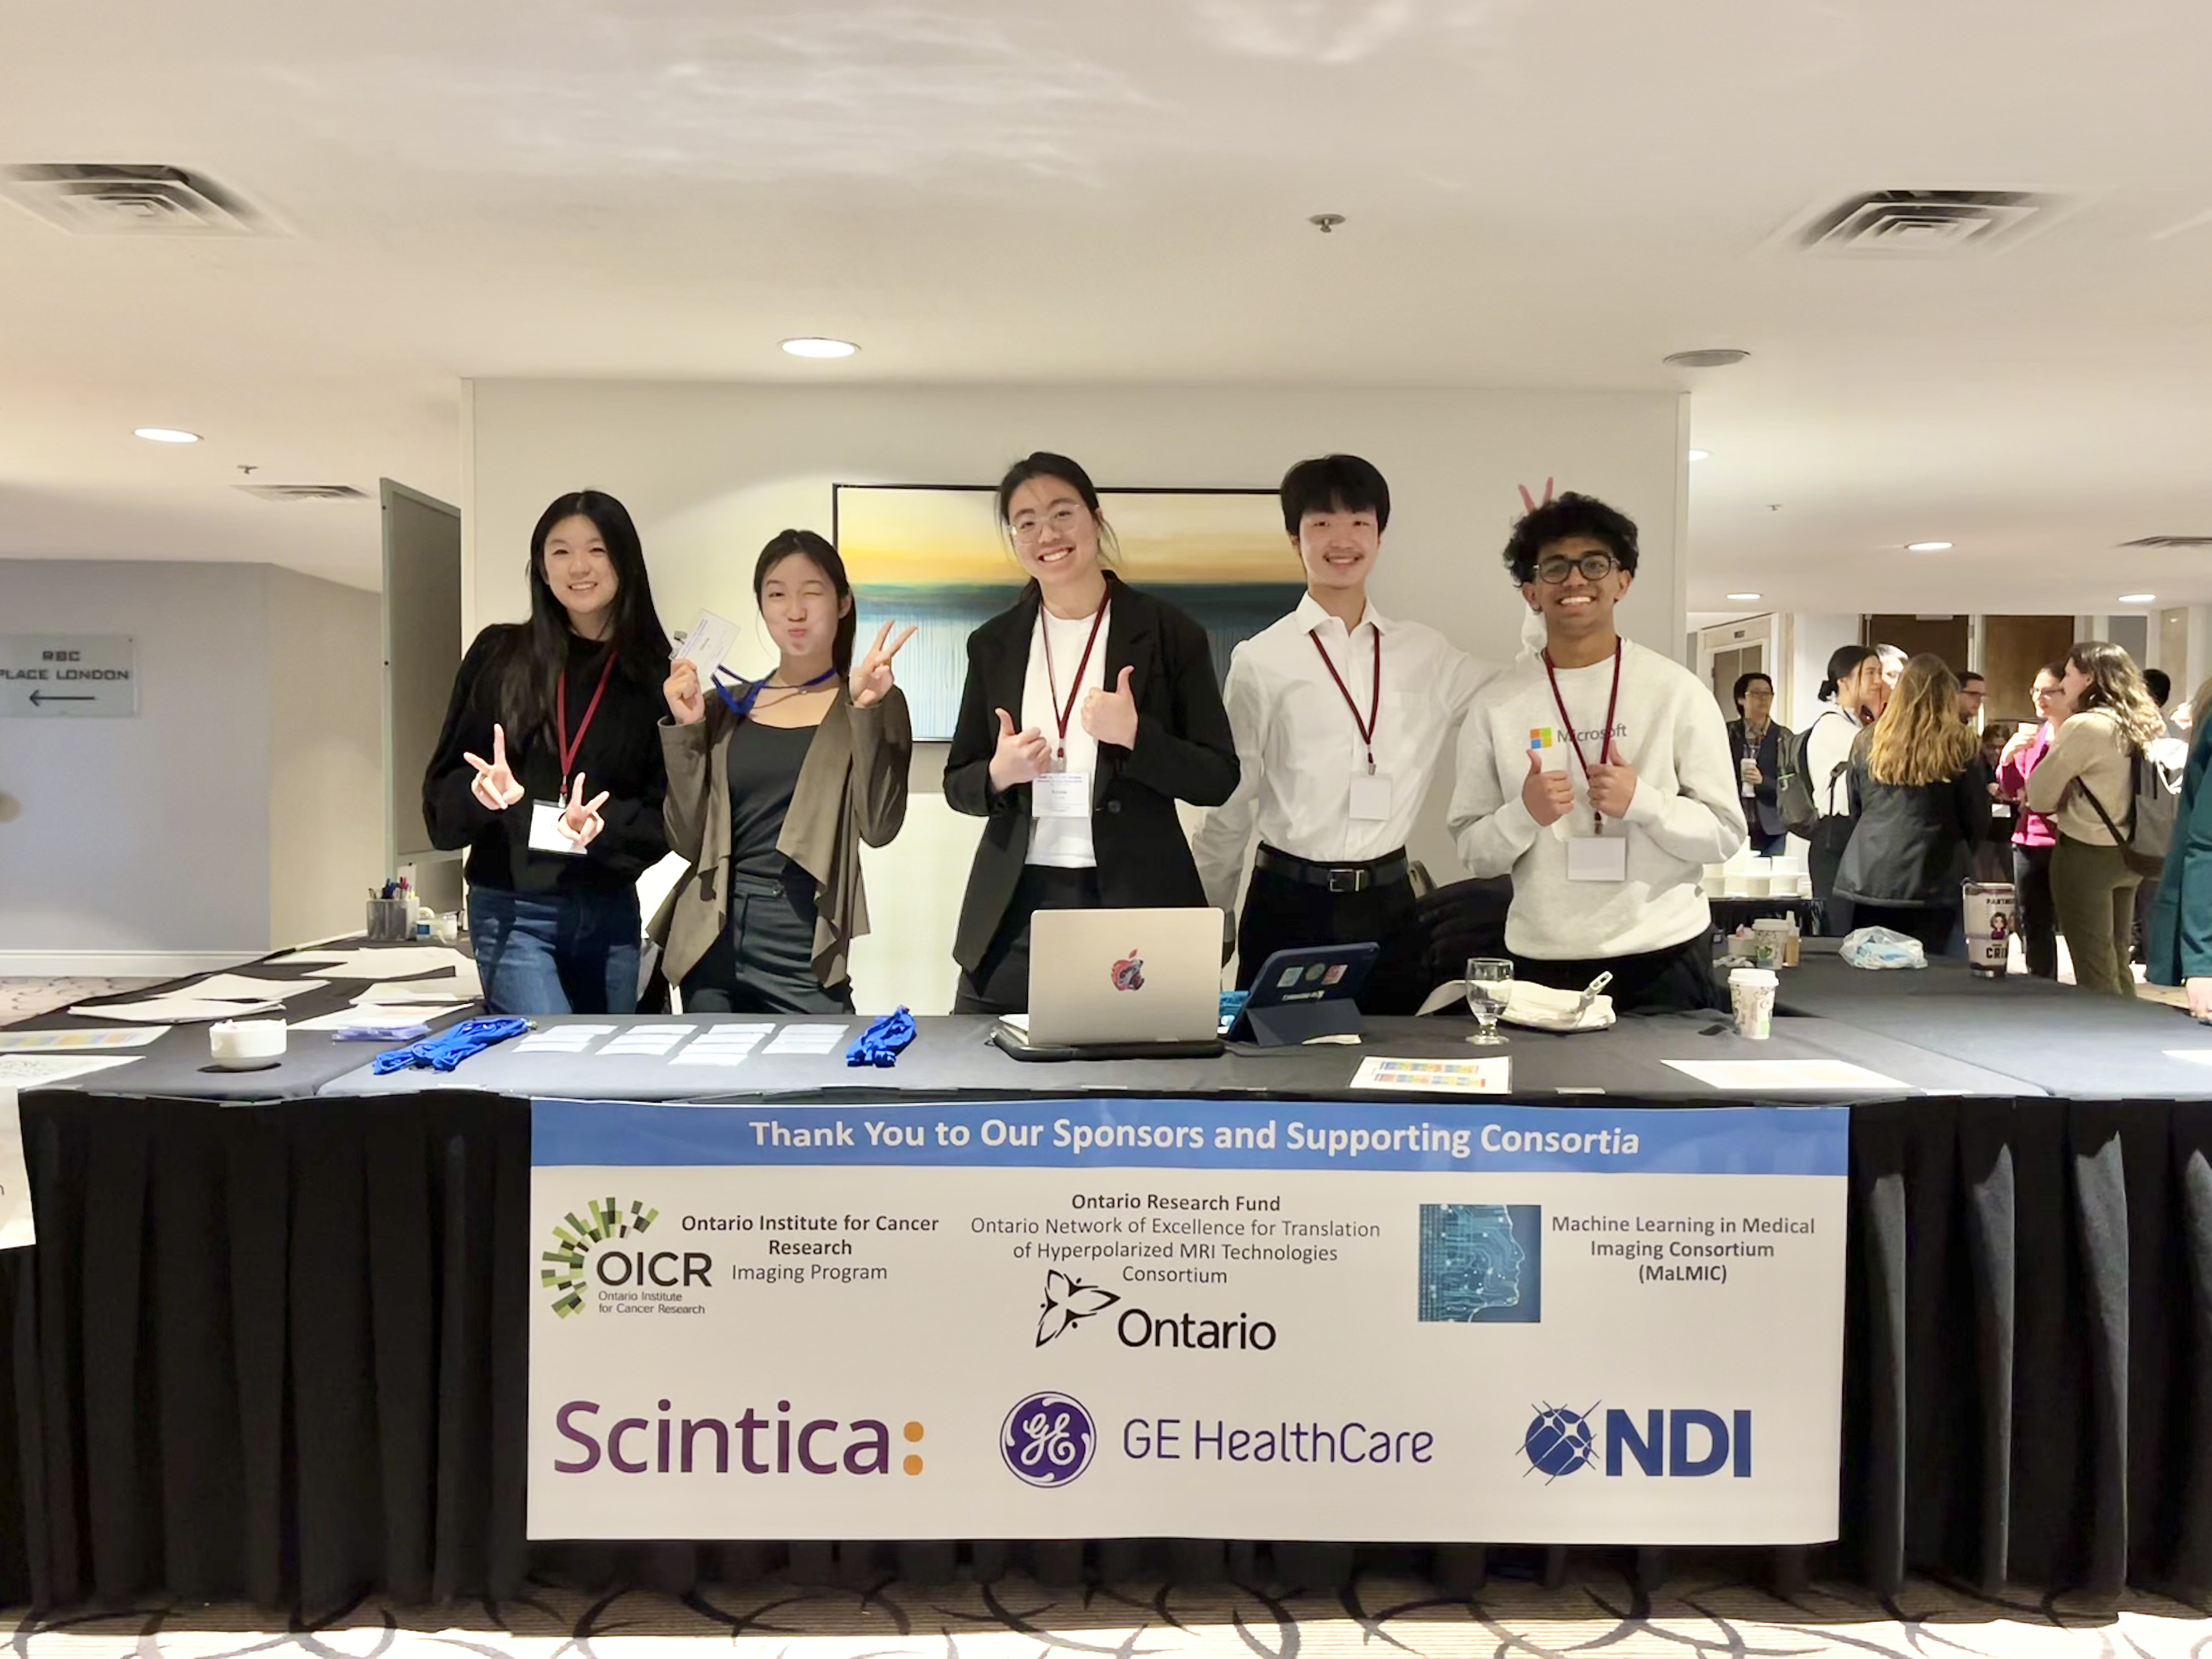 RBC
PLACE LONDON
Microsoft
Thank You to Our Sponsors and Supporting Consortia
OICR
Ontario Institute
for Cancer Research
Ontario Institute for Cancer
Research
Imaging Program
Ontario Research Fund
Ontario Network of Excellence for Translation
of Hyperpolarized MRI Technologies
Consortium
Ontario
Machine Learning in Medical
Imaging Consortium
(MaLMIC)
Scintica:
GE
GE HealthCare
NDI